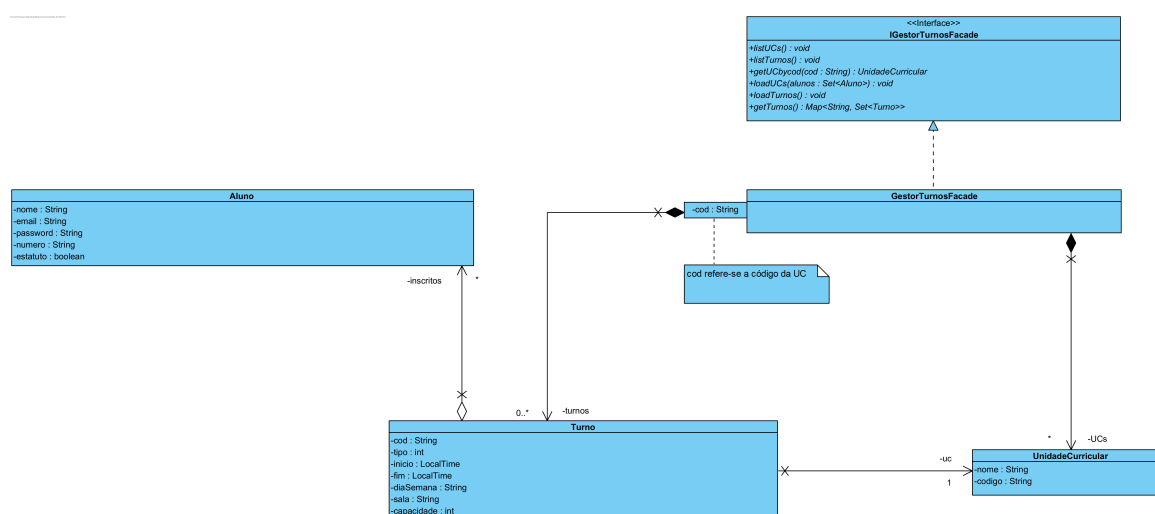 <<Interface>>
IGestorTurnosFacade
+listUCs() : void
+listTurnos() : void
+getUCbycod(cod : String) : UnidadeCurricular
+loadUCs(alunos : Set<Aluno>) : void
+loadTurnos() : void
+getTurnos() : Map<String, Set<Turno>>
Aluno
-nome : String
-email : String
-password : String
-numero : String
-estatuto : boolean
GestorTurnosFacade
-cod : String
cod refere-se a código da UC
-inscritos
*
0..*
-turnos
Turno
-cod : String
-tipo : int
-inicio : LocalTime
-fim : LocalTime
-diaSemana : String
-sala : String
-capacidade : int
-uc
1
*
-UCs
UnidadeCurricular
-nome : String
-codigo : String